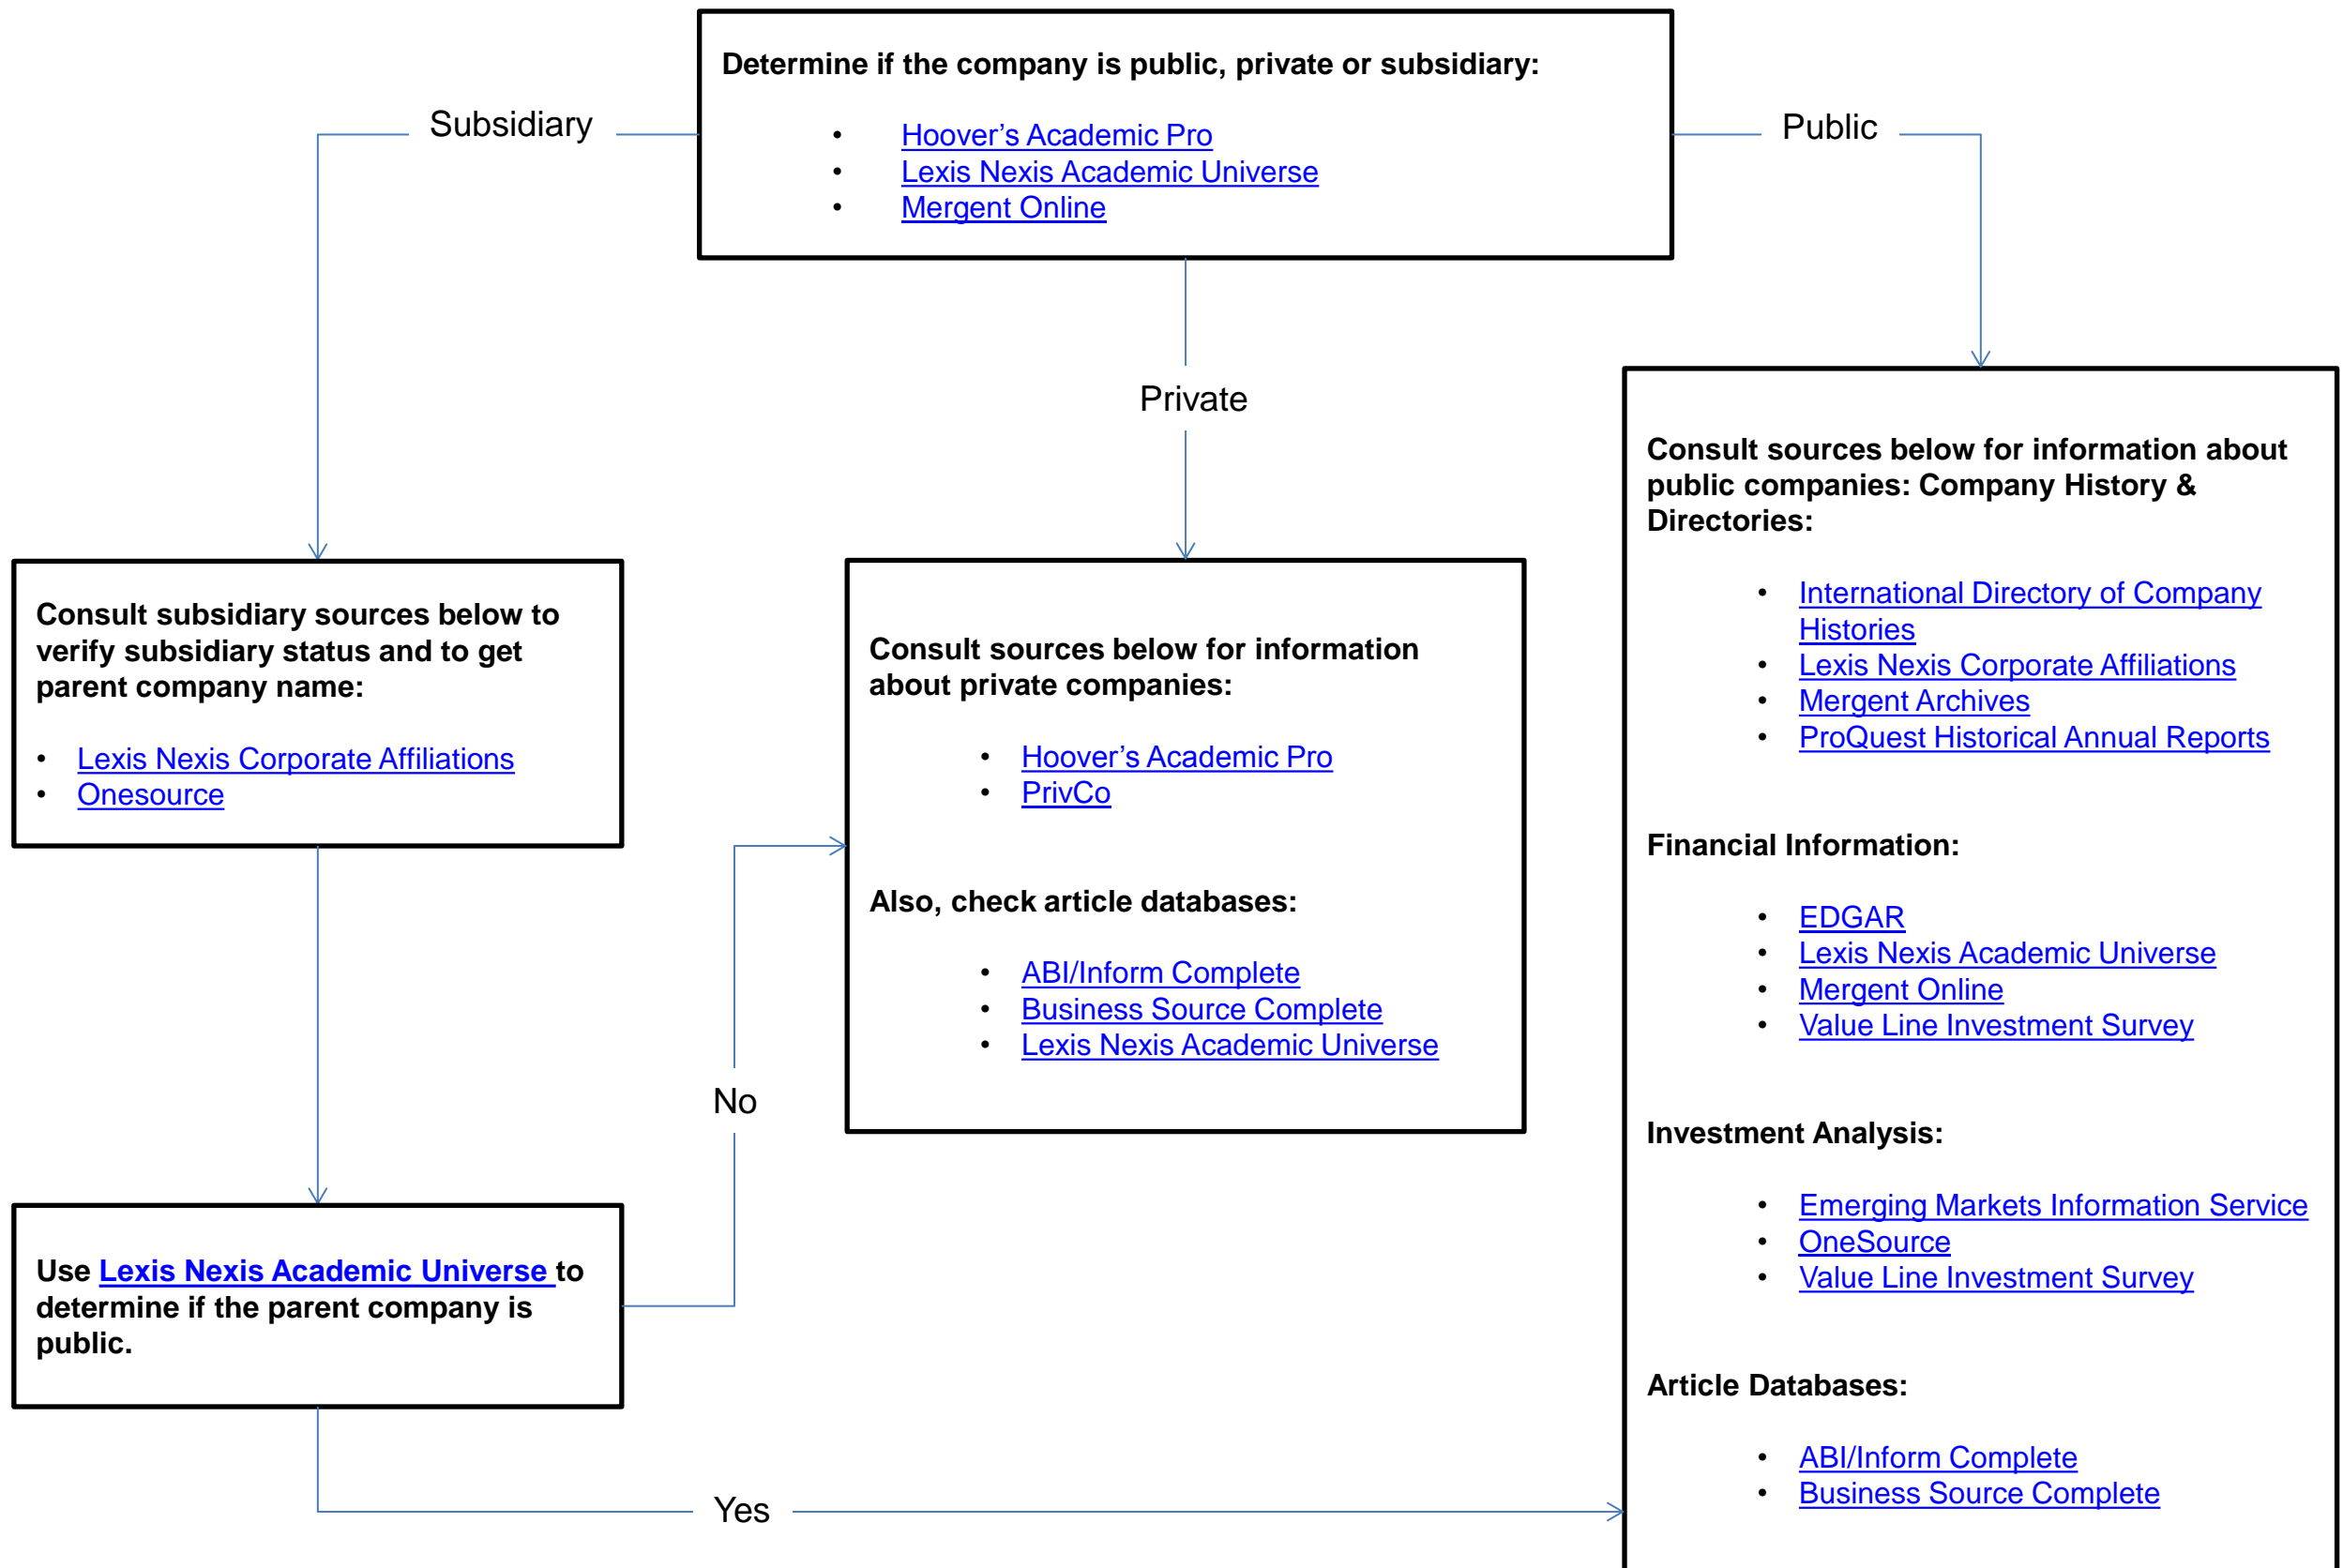 Determine if the company is public, private or subsidiary:
• Hoover’s Academic Pro
• Lexis Nexis Academic Universe
• Mergent Online
Subsidiary
Public
Private
Consult subsidiary sources below to
verify subsidiary status and to get
parent company name:
• Lexis Nexis Corporate Affiliations
• Onesource
Consult sources below for information
about private companies:
• Hoover’s Academic Pro
• PrivCo
Also, check article databases:
• ABI/Inform Complete
• Business Source Complete
• Lexis Nexis Academic Universe
Consult sources below for information about
public companies: Company History &
Directories:
• International Directory of Company
Histories
• Lexis Nexis Corporate Affiliations
• Mergent Archives
• ProQuest Historical Annual Reports
Financial Information:
• EDGAR
• Lexis Nexis Academic Universe
• Mergent Online
• Value Line Investment Survey
Investment Analysis:
• Emerging Markets Information Service
• OneSource
• Value Line Investment Survey
Article Databases:
• ABI/Inform Complete
• Business Source Complete
No
Use Lexis Nexis Academic Universe to
determine if the parent company is
public.
Yes